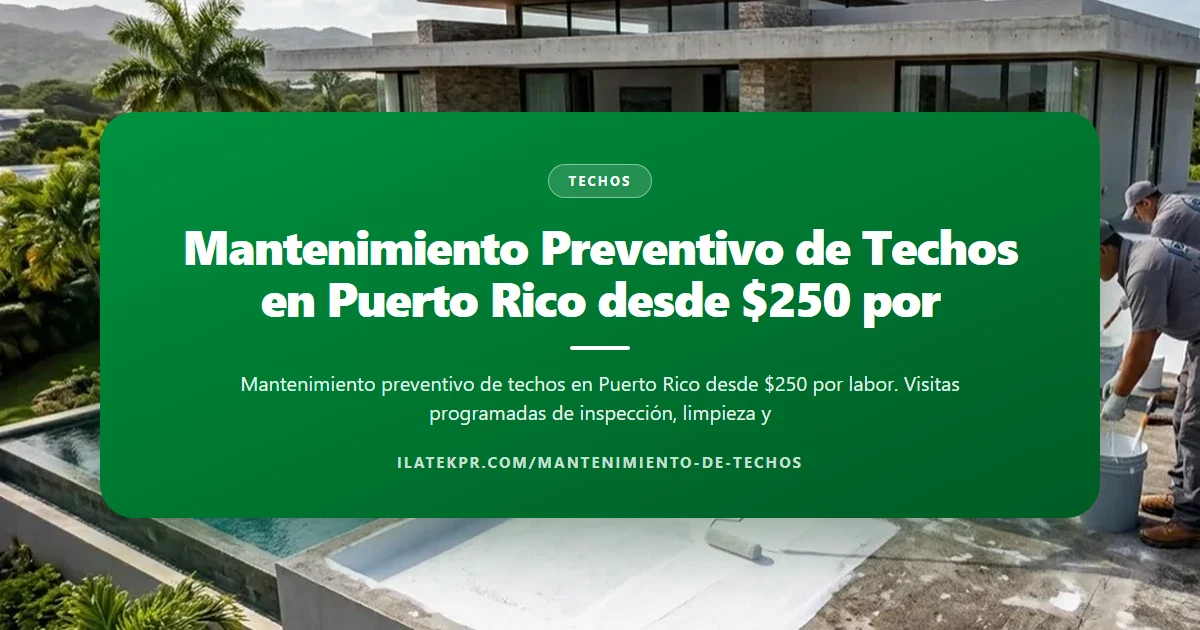 TECHOS
Mantenimiento Preventivo de Techos
en Puerto Rico desde $250 por
Mantenimiento preventivo de techos en Puerto Rico desde $250 por labor. Visitas
programadas de inspección, limpieza y
ILATEKPR.COM/MANTENIMIENTO-DE-TECHOS